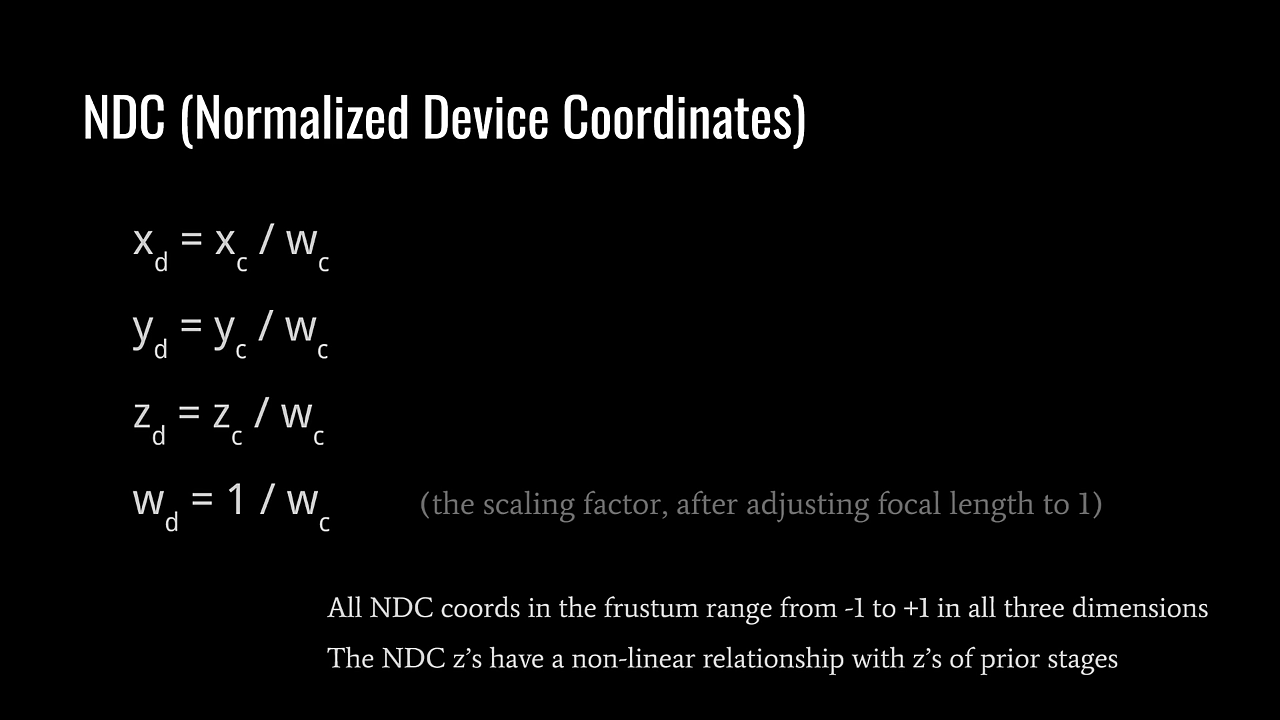 NDC (Normalized Device Coordinates)
x_d = x_c / w_c
y_d = y_c / w_c
z_d = z_c / w_c
w_d = 1 / w_c (the scaling factor, after adjusting focal length to 1)
All NDC coords in the frustum range from -1 to +1 in all three dimensions
The NDC z’s have a non-linear relationship with z’s of prior stages